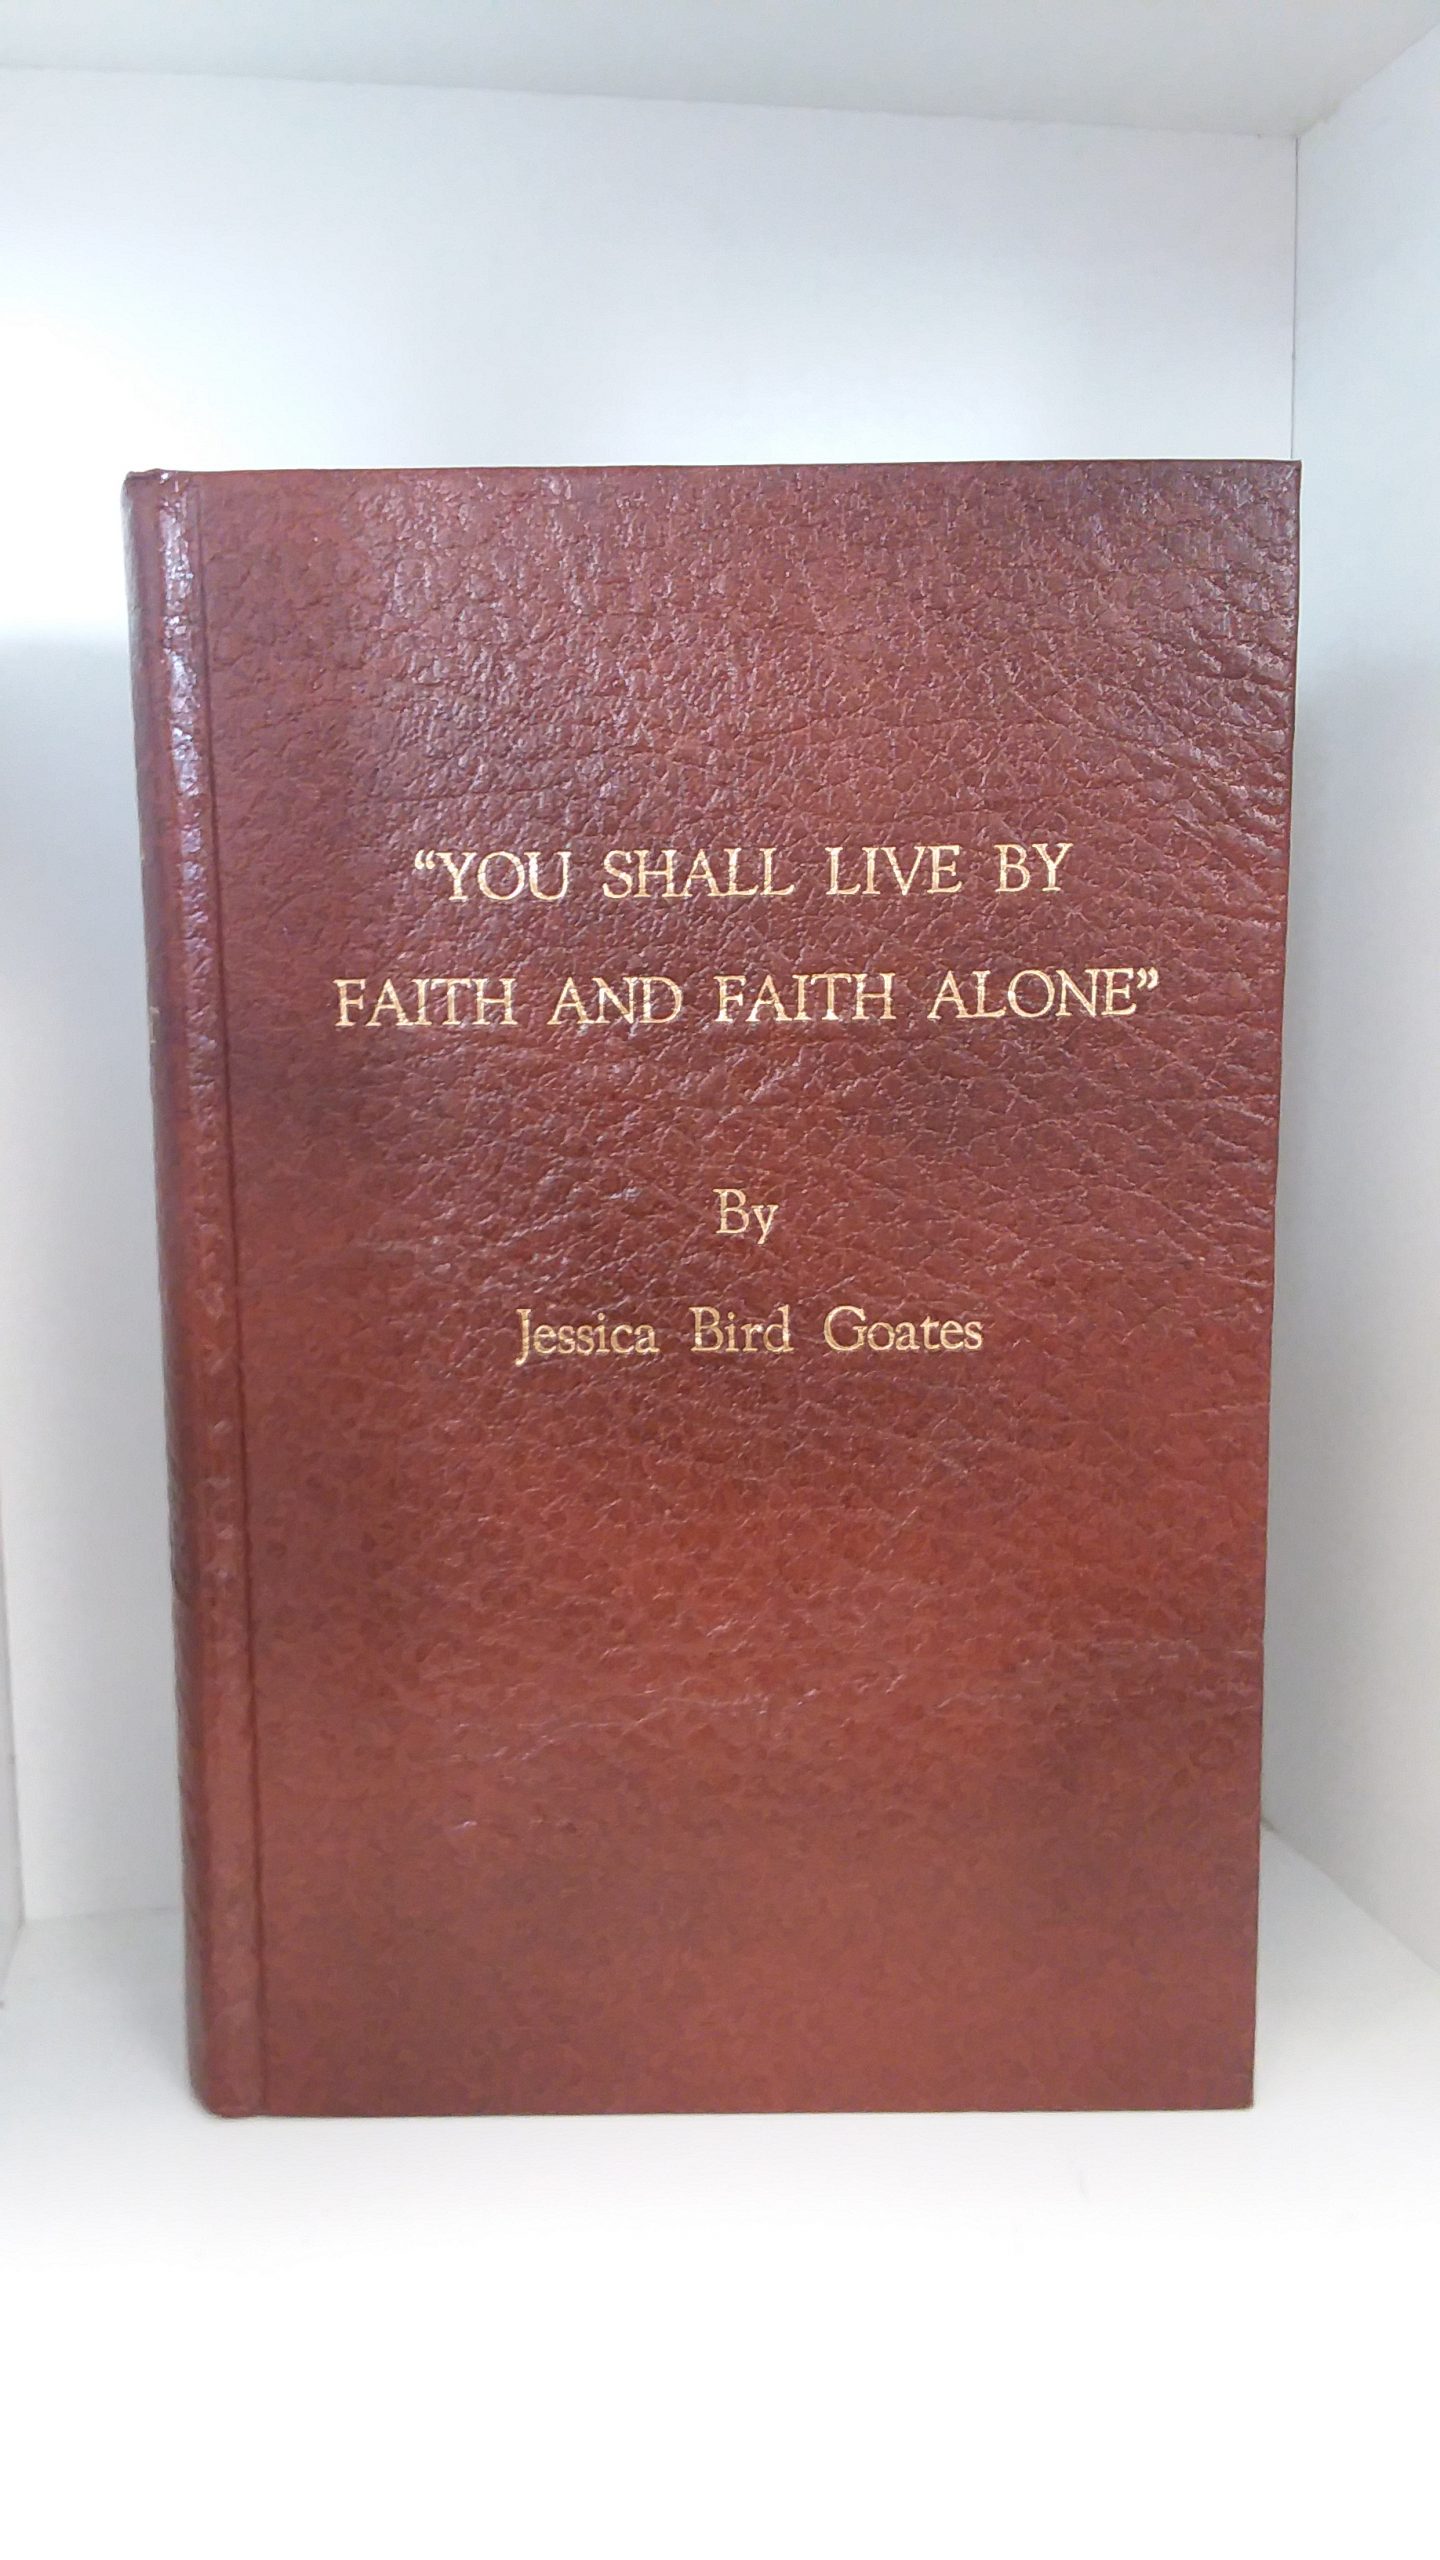 “YOU SHALL LIVE BY
FAITH AND FAITH ALONE”
By
Jessica Bird Goates